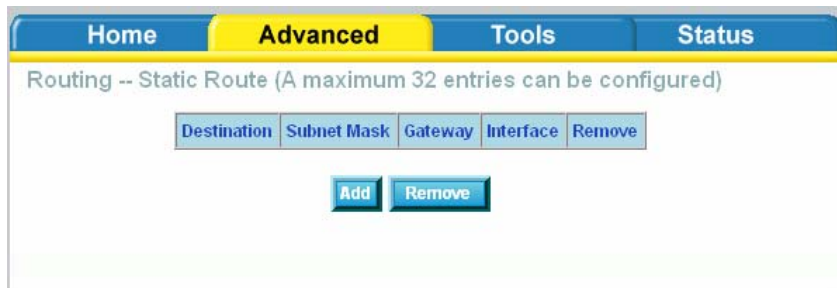 Home Advanced Tools Status
Routing -- Static Route (A maximum 32 entries can be configured)
Destination Subnet Mask Gateway Interface Remove
Add Remove